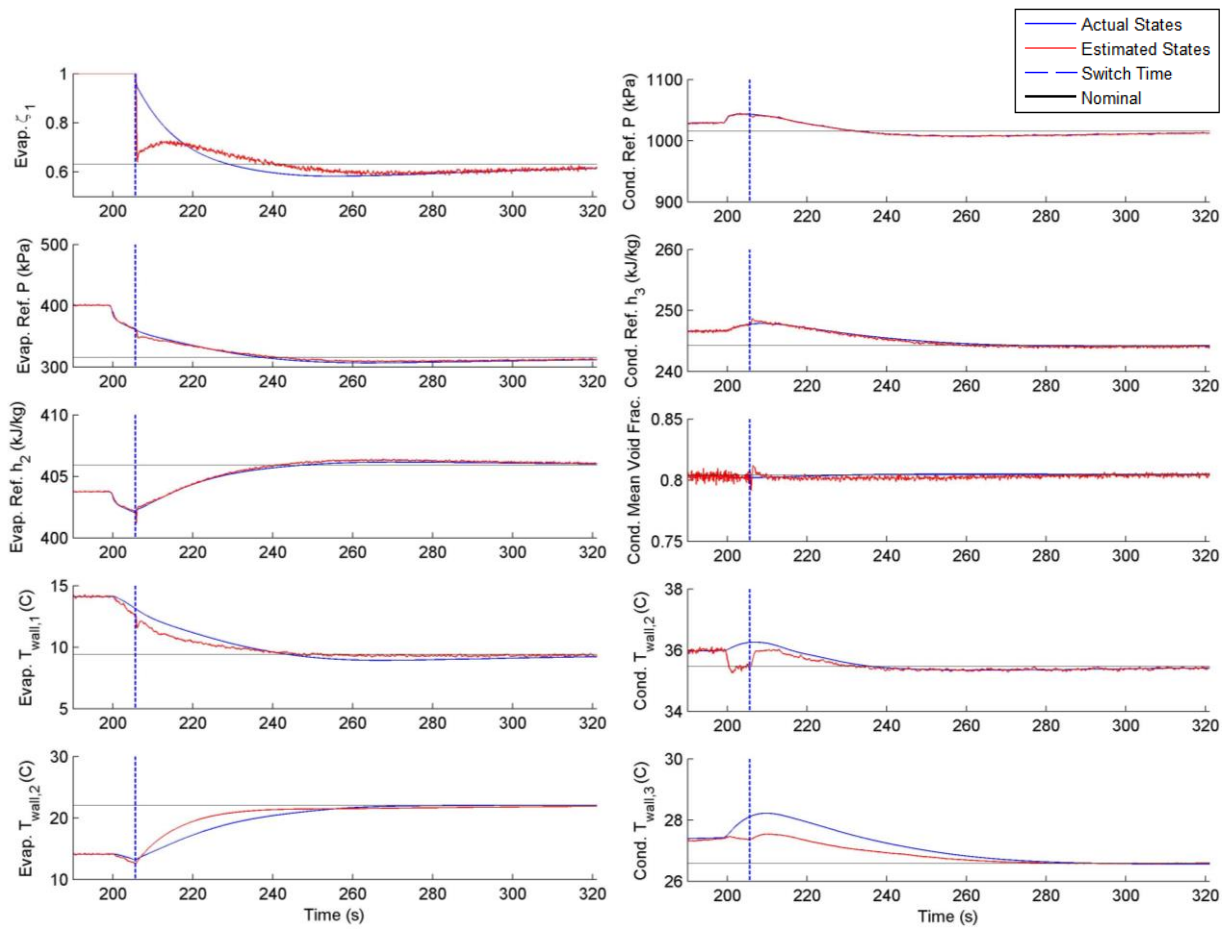 Actual States
Estimated States
Switch Time
Nominal
Evap. ζ1
1
0.8
0.6
200 220 240 260 280 300 320
Cond. Ref. P (kPa)
1100
1000
900
200 220 240 260 280 300 320
Evap. Ref. P (kPa)
500
400
300
200 220 240 260 280 300 320
Cond. Ref. h3 (kJ/kg)
260
250
240
200 220 240 260 280 300 320
Evap. Ref. h2 (kJ/kg)
410
405
400
200 220 240 260 280 300 320
Cond. Mean Void Frac.
0.85
0.8
0.75
200 220 240 260 280 300 320
Evap. Twall,1 (C)
15
10
5
200 220 240 260 280 300 320
Cond. Twall,2 (C)
38
36
34
200 220 240 260 280 300 320
Evap. Twall,2 (C)
30
20
10
200 220 240 260 280 300 320
Time (s)
Cond. Twall,3 (C)
30
28
26
200 220 240 260 280 300 320
Time (s)